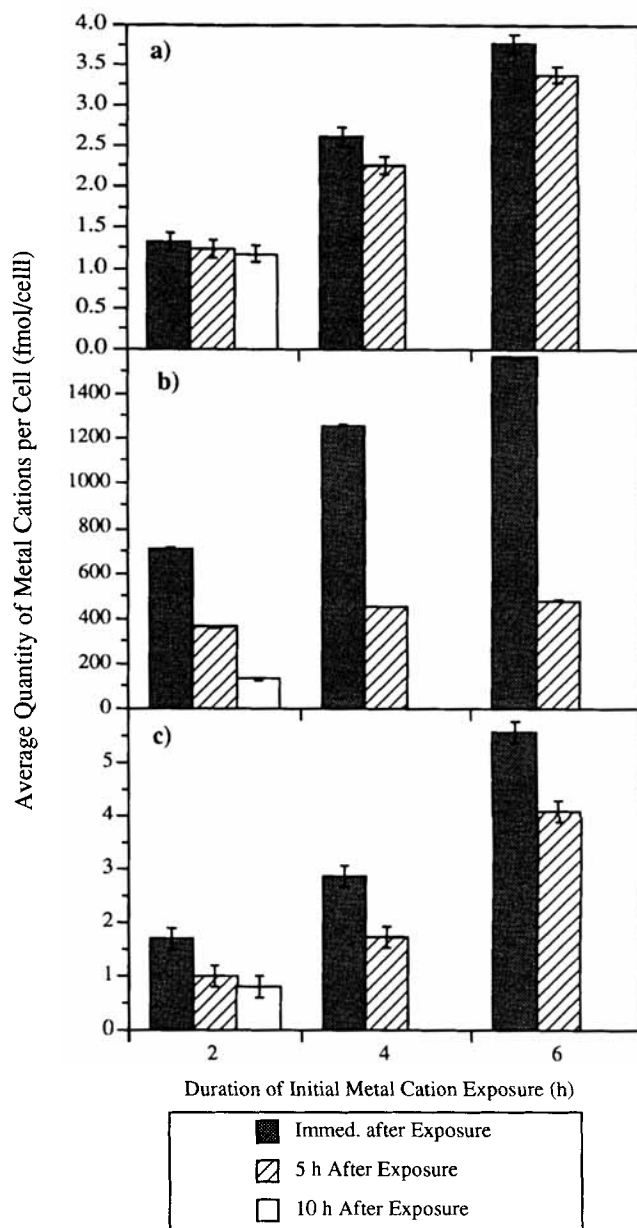 Average Quantity of Metal Cations per Cell (fmol/celll)
a)
4.0
3.5
3.0
2.5
2.0
1.5
1.0
0.5
0.0
b)
1400
1200
1000
800
600
400
200
0
c)
5
4
3
2
1
0
2 4 6
Duration of Initial Metal Cation Exposure (h)
Immed. after Exposure
5 h After Exposure
10 h After Exposure